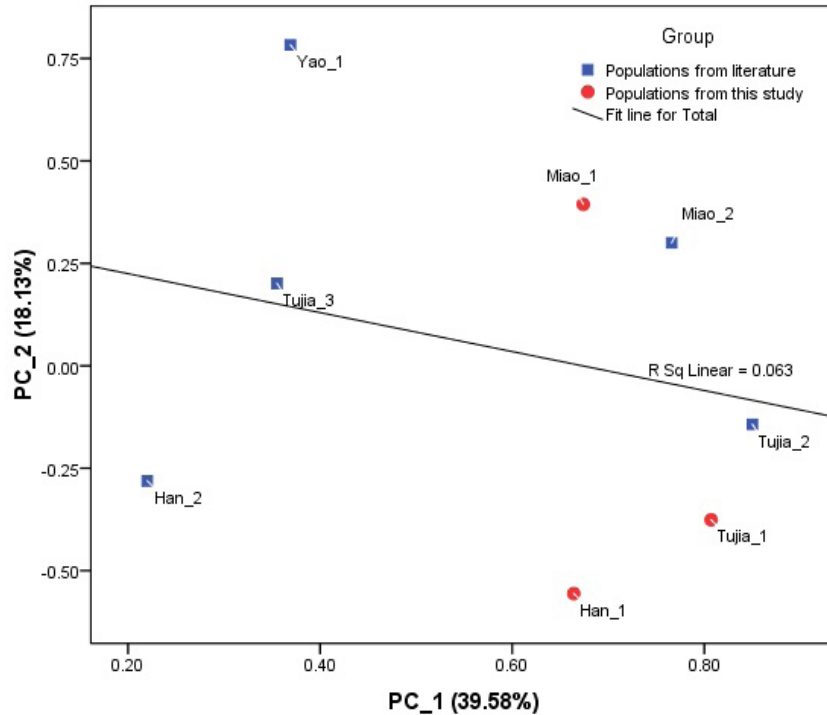 Group
Populations from literature
Populations from this study
Fit line for Total
Yao_1
Miao_1
Miao_2
Tujia_3
R Sq Linear = 0.063
Tujia_2
Han_2
Tujia_1
Han_1
PC_2 (18.13%)
0.75
0.50
0.25
0.00
-0.25
-0.50
0.20 0.40 0.60 0.80
PC_1 (39.58%)